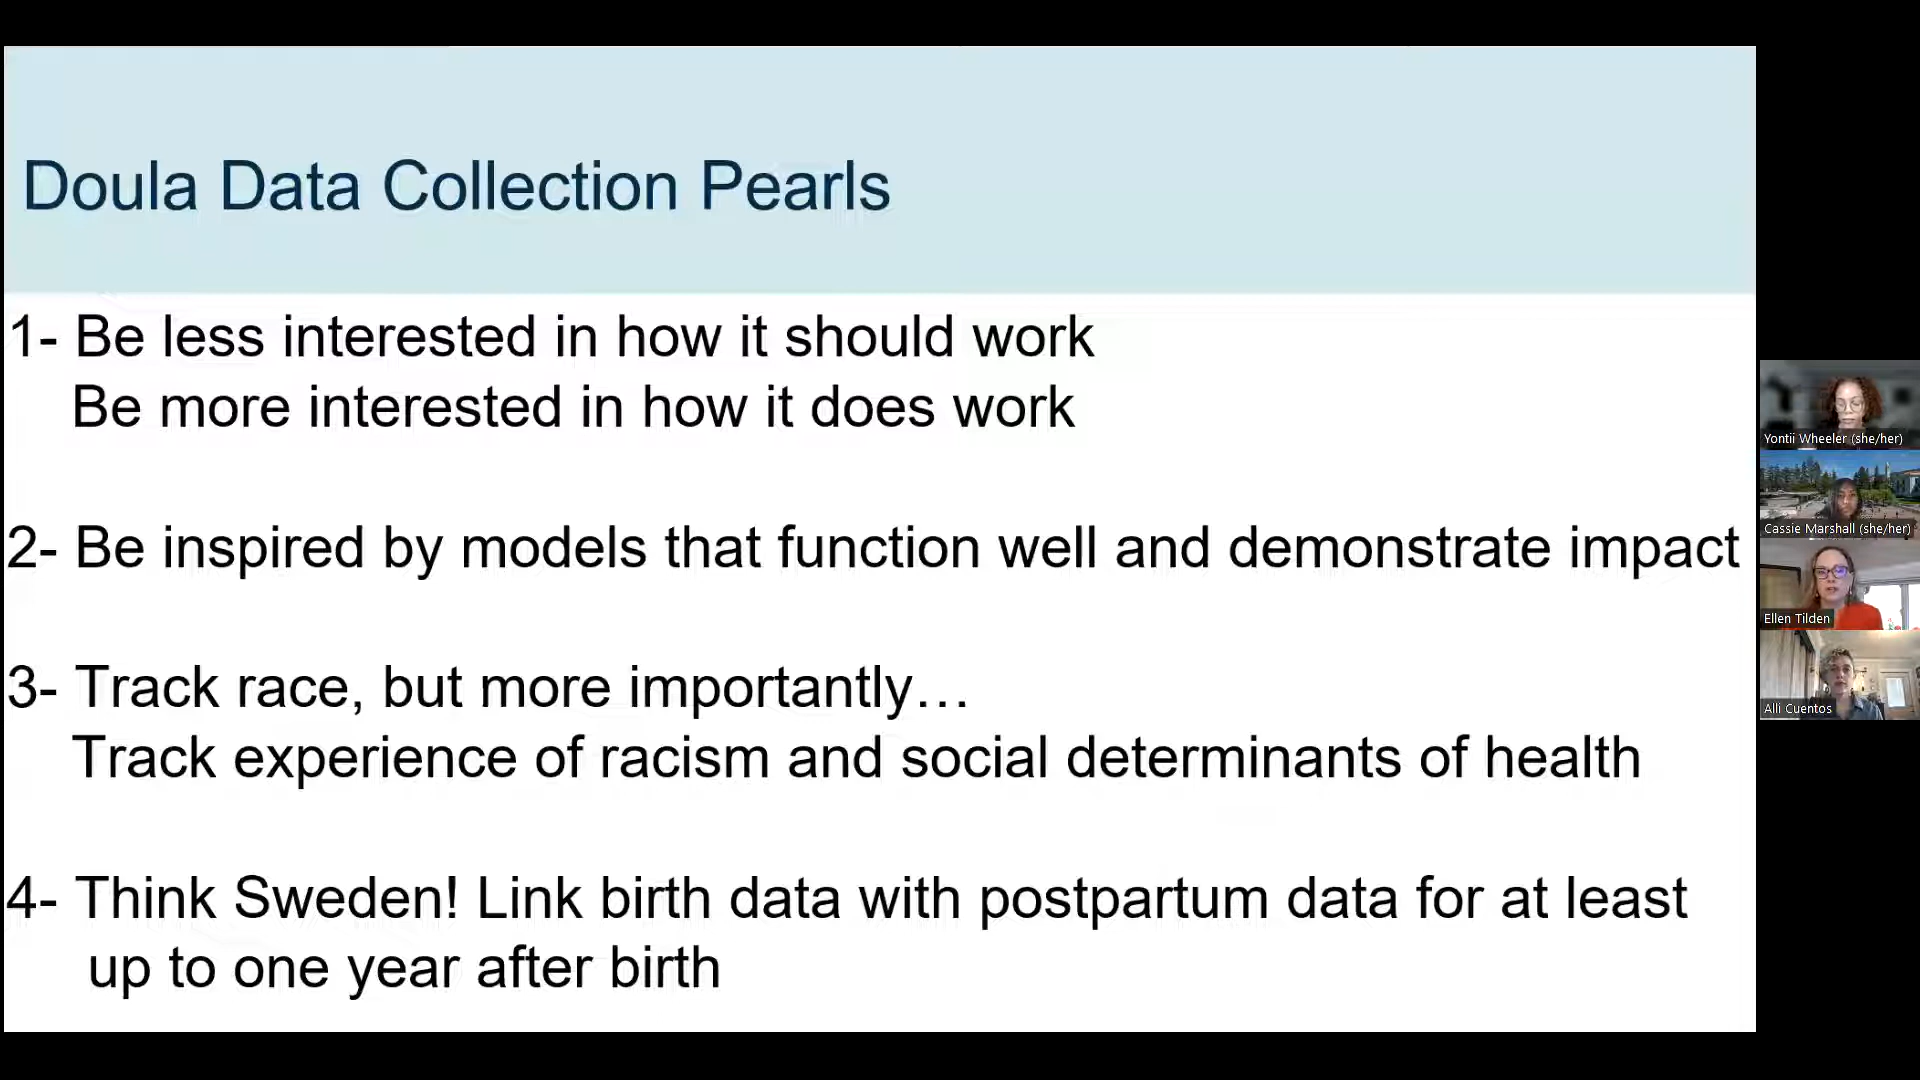 Doula Data Collection Pearls
1- Be less interested in how it should work
Be more interested in how it does work
2- Be inspired by models that function well and demonstrate impact
3- Track race, but more importantly…
Track experience of racism and social determinants of health
4- Think Sweden! Link birth data with postpartum data for at least
up to one year after birth
Yontii Wheeler (she/her)
Cassie Marshall (she/her)
Ellen Tilden
Alli Cuentos